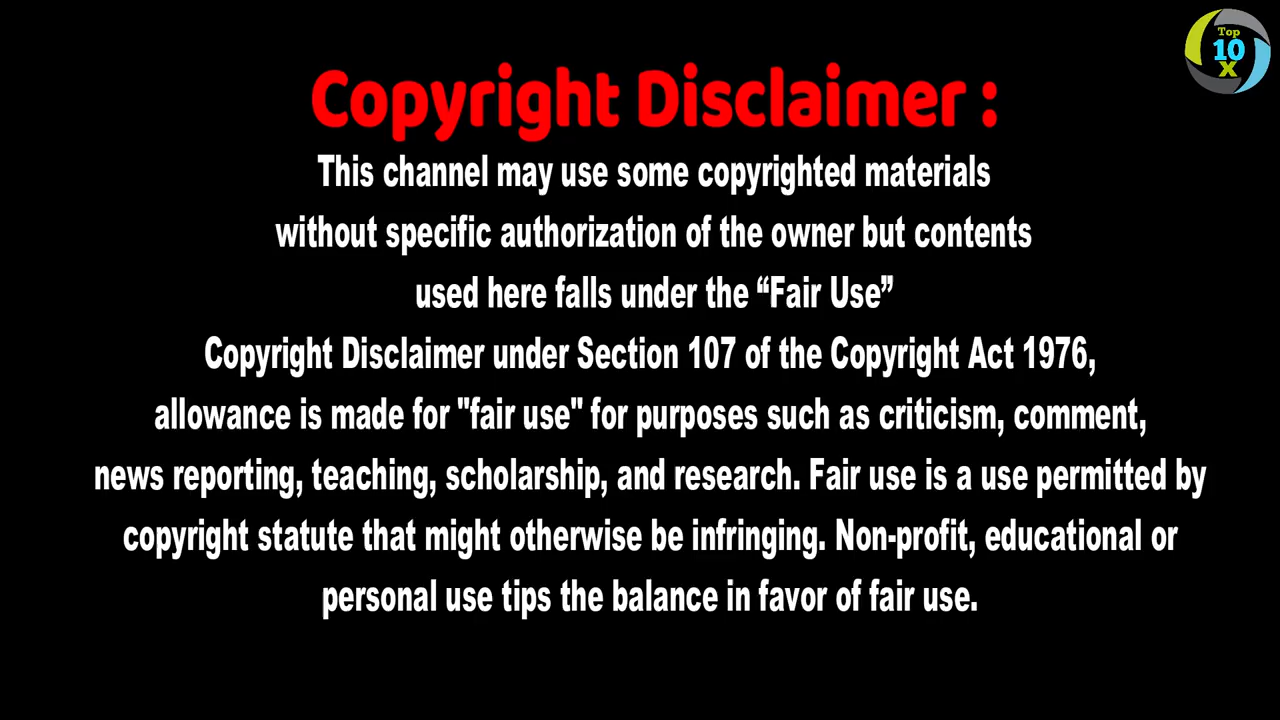 Top
10
X
Copyright Disclaimer :
This channel may use some copyrighted materials
without specific authorization of the owner but contents
used here falls under the “Fair Use”
Copyright Disclaimer under Section 107 of the Copyright Act 1976,
allowance is made for "fair use" for purposes such as criticism, comment,
news reporting, teaching, scholarship, and research. Fair use is a use permitted by
copyright statute that might otherwise be infringing. Non-profit, educational or
personal use tips the balance in favor of fair use.